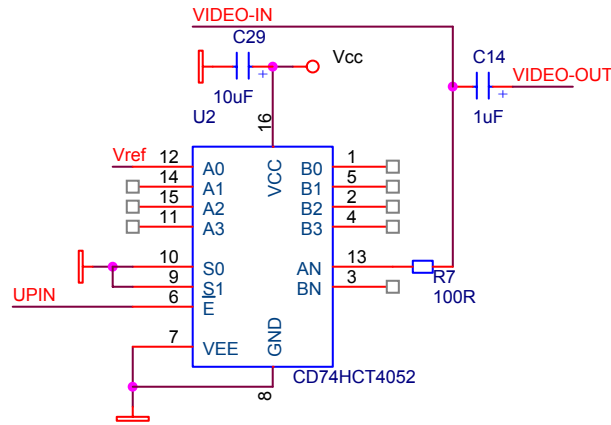 VIDEO-IN
C29
Vcc
C14
VIDEO-OUT
10uF
1uF
U2
16
Vref
12
A0
VCC
B0
1
14
A1
B1
5
15
A2
B2
2
11
A3
B3
4
10
S0
AN
13
9
S1
BN
3
R7
100R
UPIN
6
E
7
VEE
GND
8
CD74HCT4052
+
+